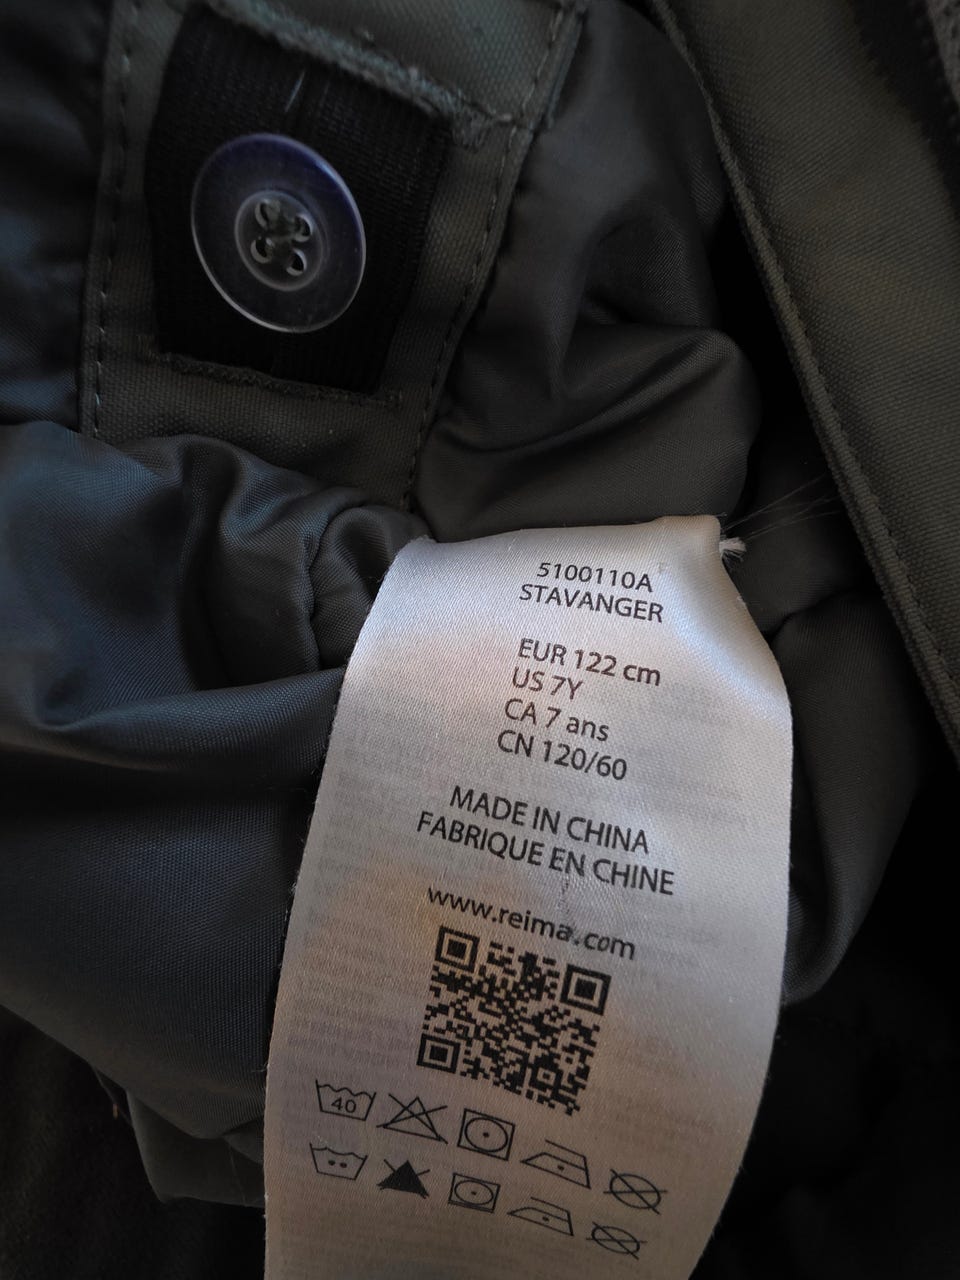 5100110A
STAVANGER
EUR 122 cm
US 7Y
CA 7 ans
CN 120/60
MADE IN CHINA
FABRIQUE EN CHINE
www.reima.com
40